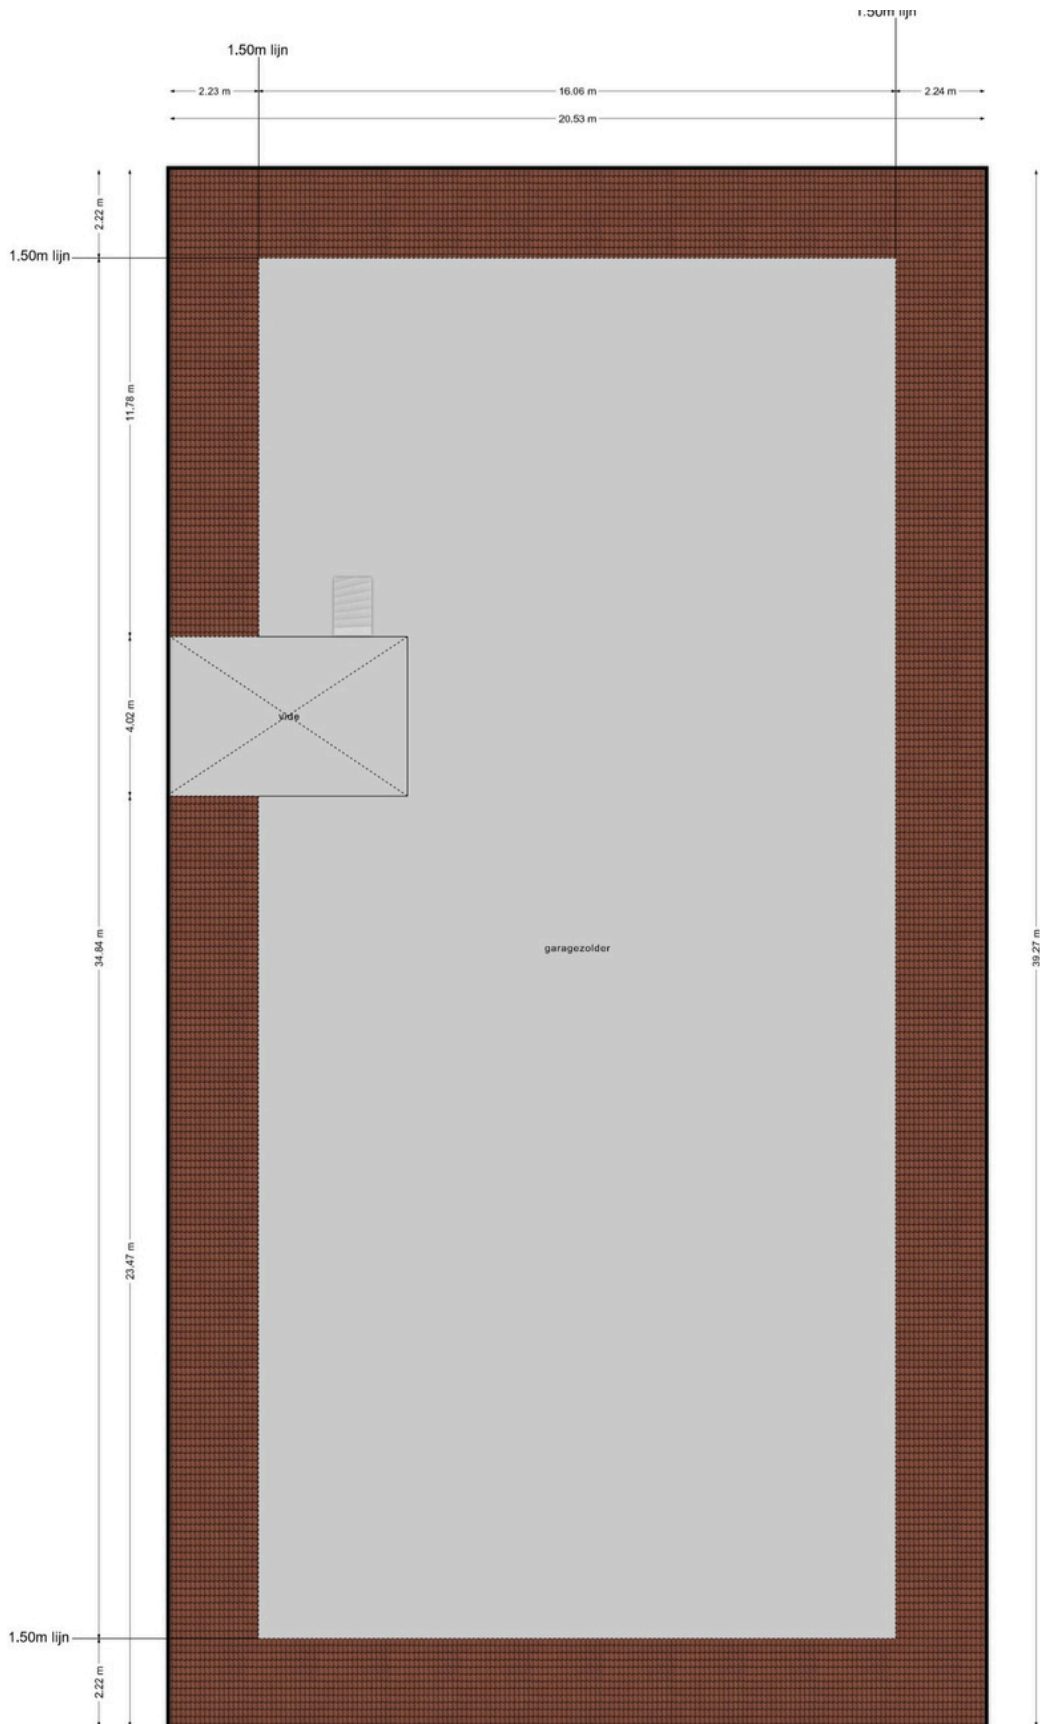 1.50m lijn
1.50m lijn
2.23 m
16.06 m
2.24 m
20.53 m
2.22 m
1.50m lijn
11.78 m
4.02 m
vide
34.84 m
garagezolder
39.27 m
23.47 m
1.50m lijn
2.22 m